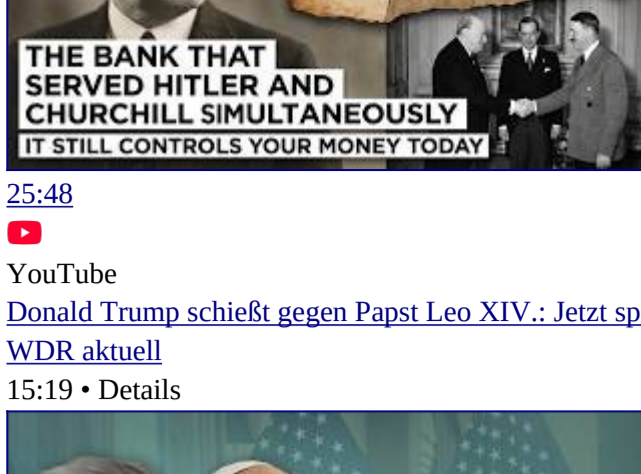 THE BANK THAT
SERVED HITLER AND
CHURCHILL SIMULTANEOUSLY
IT STILL CONTROLS YOUR MONEY TODAY
25:48
YouTube
Donald Trump schießt gegen Papst Leo XIV.: Jetzt
WDR aktuell
15:19 • Details